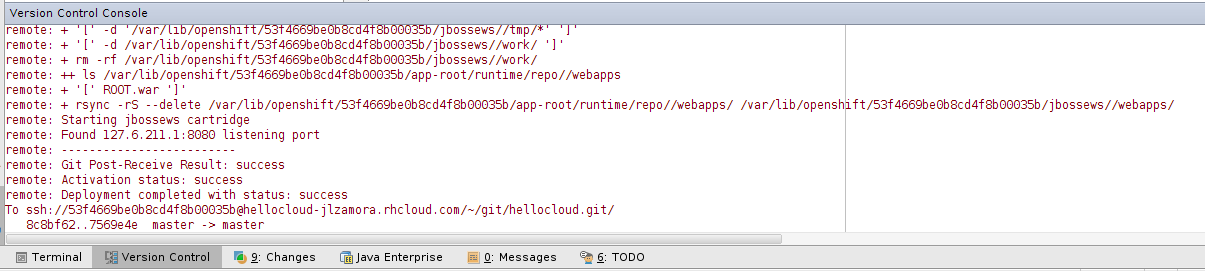 Version Control Console
remote: + '[' -d '/var/lib/openshift/53f4669be0b8cd4f8b00035b/jbossews//tmp/*' ']'
remote: + '[' -d /var/lib/openshift/53f4669be0b8cd4f8b00035b/jbossews//work/ ']'
remote: + rm -rf /var/lib/openshift/53f4669be0b8cd4f8b00035b/jbossews//work/
remote: ++ ls /var/lib/openshift/53f4669be0b8cd4f8b00035b/app-root/runtime/repo//webapps
remote: + '[' ROOT.war ']'
remote: + rsync -rS --delete /var/lib/openshift/53f4669be0b8cd4f8b00035b/app-root/runtime/repo//webapps/ /var/lib/openshift/53f4669be0b8cd4f8b00035b/jbossews//webapps/
remote: Starting jbossews cartridge
remote: Found 127.6.211.1:8080 listening port
remote: -------------------------
remote: Git Post-Receive Result: success
remote: Activation status: success
remote: Deployment completed with status: success
To ssh://53f4669be0b8cd4f8b00035b@hellocloud-jlzamora.rhcloud.com/~/git/hellocloud.git/
   8c8bf62..7569e4e  master -> master
Terminal Version Control 9: Changes Java Enterprise 0: Messages 6: TODO